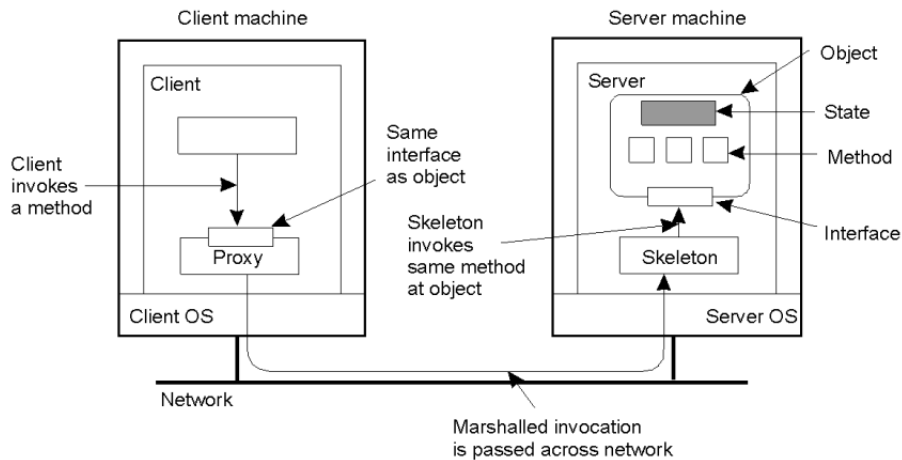 Client machine
Server machine
Client
Server
Object
State
Method
Interface
Client
invokes
a method
Same
interface
as object
Proxy
Skeleton
invokes
same method
at object
Skeleton
Client OS
Server OS
Network
Marshalled invocation
is passed across network